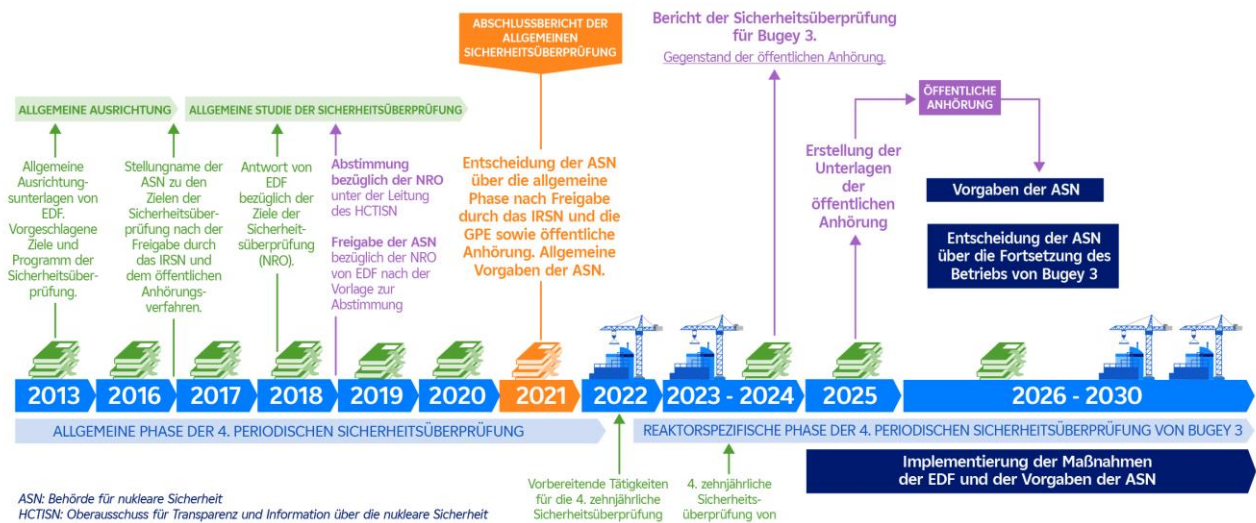 ABSCHLUSSBERICHT DER
ALLGEMEINEN
SICHERHEITSÜBERPRÜFUNG
Bericht der Sicherheitsüberprüfung
für Bugey 3.
Gegenstand der öffentlichen Anhörung.
ALLGEMEINE AUSRICHTUNG
ALLGEMEINE STUDIE DER SICHERHEITSÜBERPRÜFUNG
ÖFFENTLICHE
ANHÖRUNG
Allgemeine
Ausrichtung-
sunterlagen von
EDF.
Vorgeschlagene
Ziele und
Programm der
Sicherheitsüber-
prüfung.
Stellungname der
ASN zu den
Zielen der
Sicherheitsüber-
prüfung nach der
Freigabe durch
das IRSN und
dem öffentlichen
Anhörungs-
verfahren.
Antwort von
EDF
bezüglich der
Ziele der
Sicherheit-
süberprüfung
(NRO).
Abstimmung
bezüglich der NRO
unter der Leitung
des HCTISN
Freigabe der ASN
bezüglich der NRO
von EDF nach der
Vorlage zur
Abstimmung
Entscheidung der ASN
über die allgemeine
Phase nach Freigabe
durch das IRSN und die
GPE sowie öffentliche
Anhörung. Allgemeine
Vorgaben der ASN.
Erstellung der
Unterlagen
der
öffentlichen
Anhörung
Vorgaben der ASN
Entscheidung der ASN
über die Fortsetzung des
Betriebs von Bugey 3
2013
2016
2017
2018
2019
2020
2021
2022
2023 - 2024
2025
2026 - 2030
ALLGEMEINE PHASE DER 4. PERIODISCHEN SICHERHEITSÜBERPRÜFUNG
REAKTORSPEZIFISCHE PHASE DER 4. PERIODISCHEN SICHERHEITSÜBERPRÜFUNG VON BUGEY 3
Implementierung der Maßnahmen
der EDF und der Vorgaben der ASN
Vorbereitende Tätigkeiten
für die 4. zehnjährliche
Sicherheitsüberprüfung
4. zehnjährliche
Sicherheits-
überprüfung von
ASN: Behörde für nukleare Sicherheit
HCTISN: Oberausschuss für Transparenz und Information über die nukleare Sicherheit